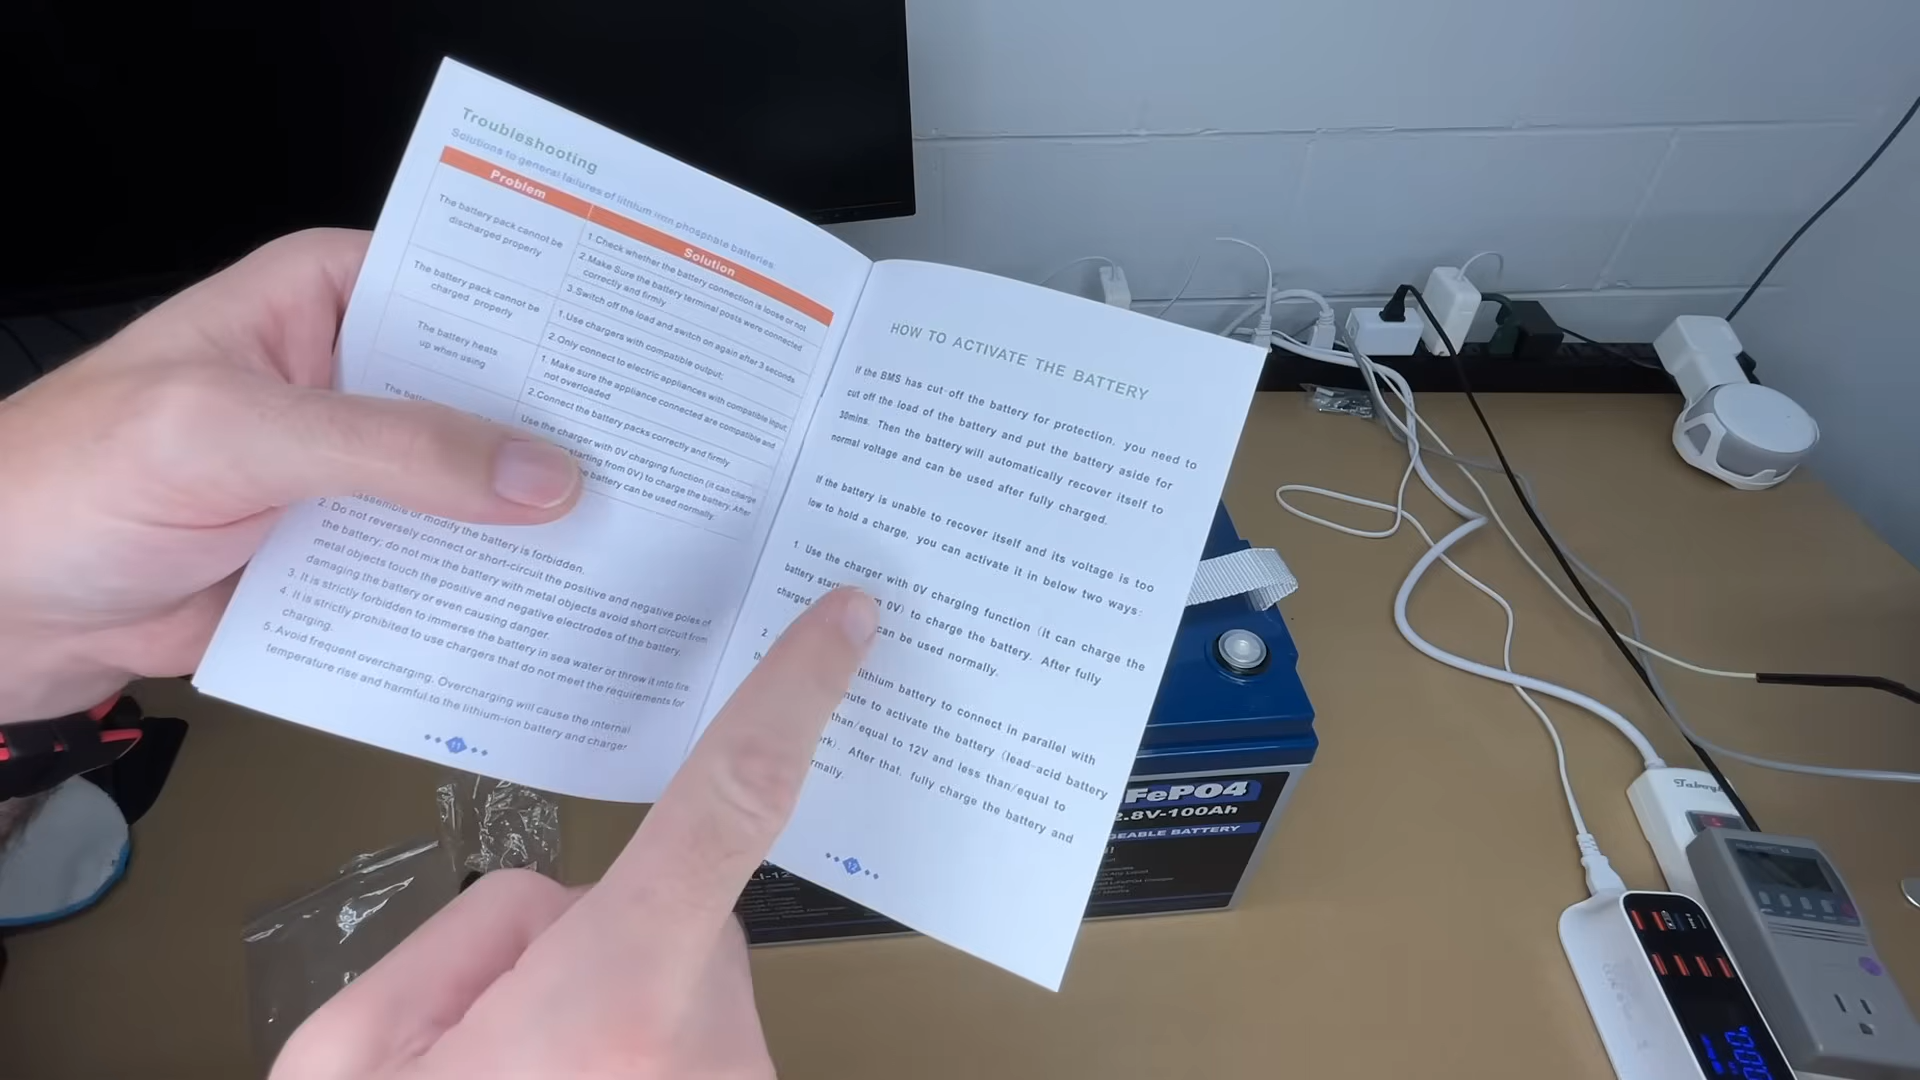 Troubleshooting
Solutions to general failures of lithium iron phosphate batteries
Problem
Solution
The battery pack cannot be
discharged properly
1.Check whether the battery connection is loose or not
2.Make Sure the battery terminal posts were connected
correctly and firmly
3.Switch off the load and switch on again after 3 seconds
The battery pack cannot be
charged properly
1.Use chargers with compatible output;
2.Only connect to electric appliances with compatible input
The battery heats
up when using
1. Make sure the appliance connected are compatible and
not overloaded
2.Connect the battery packs correctly and firmly
The
Use the charger with 0V charging function (it can charge
starting from 0V) to charge the battery. After
battery can be used normally.
or modify the battery is forbidden.
2. Do not reversely connect or short-circuit the positive and negative poles of
the battery; do not mix the battery with metal objects avoid short circuit from
metal objects touch the positive and negative electrodes of the battery,
damaging the battery or even causing danger.
3. It is strictly forbidden to immerse the battery in sea water or throw it into fire.
4. It is strictly prohibited to use chargers that do not meet the requirements for
charging.
5. Avoid frequent overcharging. Overcharging will cause the internal
temperature rise and harmful to the lithium-ion battery and charger
11
HOW TO ACTIVATE THE BATTERY
If the BMS has cut-off the battery for protection, you need to
cut off the load of the battery and put the battery aside for
30mins. Then the battery will automatically recover itself to
normal voltage and can be used after fully charged.
If the battery is unable to recover itself and its voltage is too
low to hold a charge, you can activate it in below two ways:
1. Use the charger with 0V charging function (it can charge the
battery 0V) to charge the battery. After fully
charged can be used normally.
2.
lithium battery to connect in parallel with
to activate the battery (lead-acid battery
than/equal to 12V and less than/equal to
After that, fully charge the battery and
12
FePO4
2.8V-100Ah
GEABLE BATTERY
LI-12
Taboy